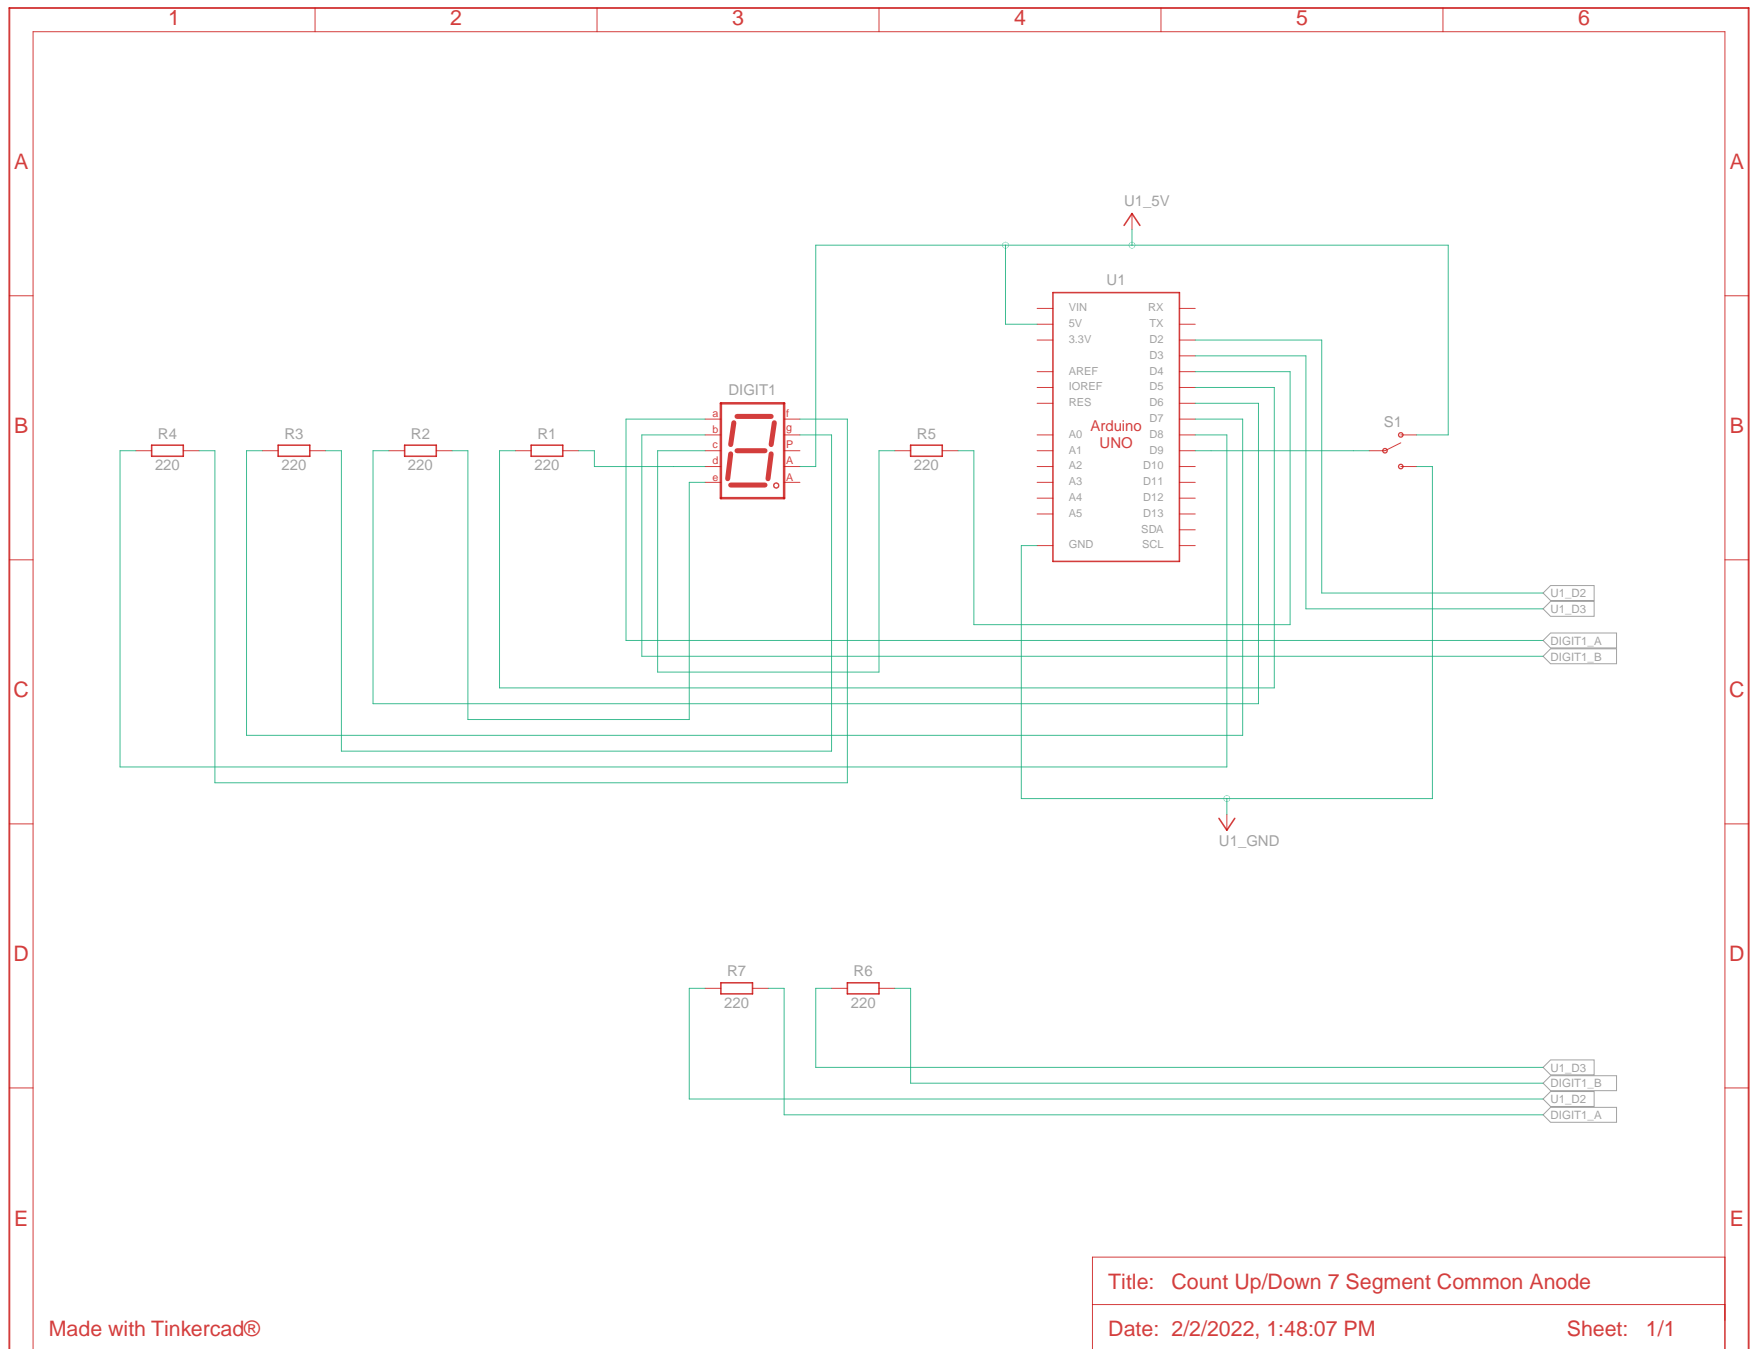 1 2 3 4 5 6
A A
U1_5V
U1
VIN RX
5V TX
3.3V D2
D3
AREF D4
IOREF D5
RES D6
D7
A0 D8
A1 D9
A2 D10
A3 D11
A4 D12
A5 D13
SDA
GND SCL
Arduino
UNO
B B
DIGIT1
a f
b g
c P
d A
e A
R4 R3 R2 R1 R5 S1
220 220 220 220 220
U1_D2
U1_D3
DIGIT1_A
DIGIT1_B
C C
U1_GND
D D
R7 R6
220 220
U1_D3
DIGIT1_B
U1_D2
DIGIT1_A
E E
Title: Count Up/Down 7 Segment Common Anode
Made with Tinkercad®
Date: 2/2/2022, 1:48:07 PM Sheet: 1/1